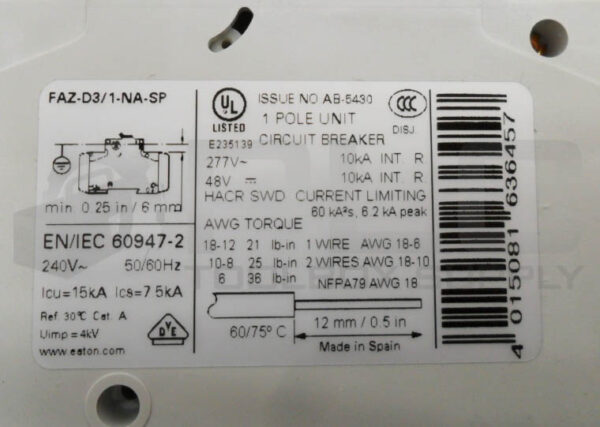 FAZ-D3/1-NA-SP
min. 0.25 in / 6 mm
EN/IEC 60947-2
240V~ 50/60Hz
Icu=15kA Ics=7.5kA
Ref. 30°C Cat. A
Uimp = 4kV
www.eaton.com
DVE
UL
LISTED
E235139
ISSUE NO AB-5430
1 POLE UNIT
CIRCUIT BREAKER
CCC
DISJ.
277V~ 10kA INT. R
48V 10kA INT. R
HACR SWD CURRENT LIMITING
60 kA²s, 6.2 kA peak
AWG TORQUE
18-12 21 lb-in 1 WIRE AWG 18-6
10-8 25 lb-in 2 WIRES AWG 18-10
6 36 lb-in NFPA79 AWG 18
60/75° C
12 mm / 0.5 in
Made in Spain
4 015081 636457